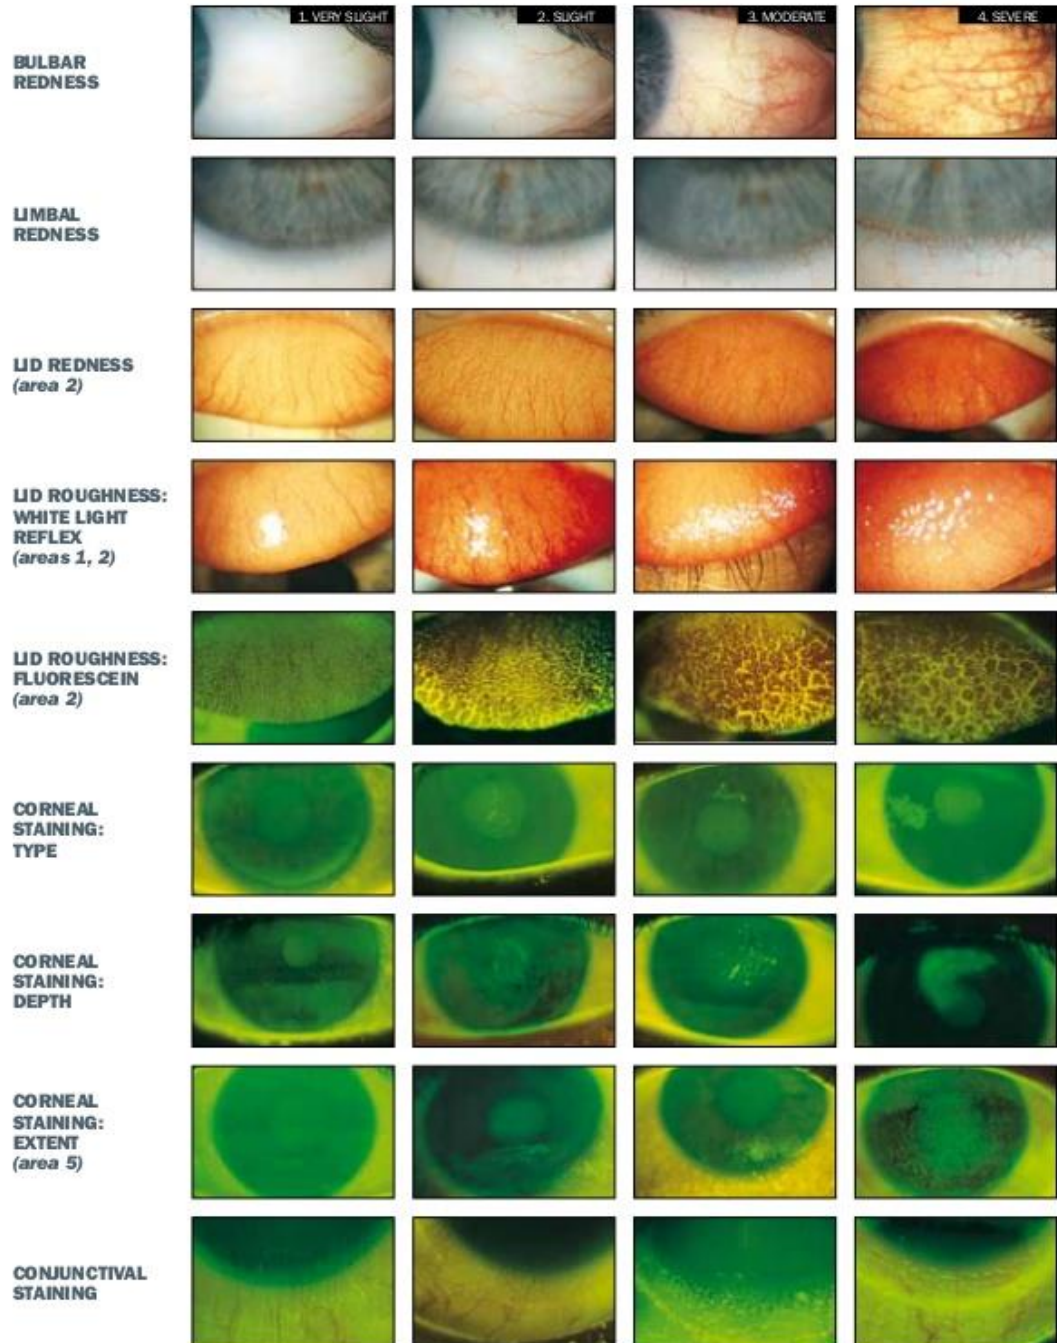 1. VERY SLIGHT
2. SLIGHT
3. MODERATE
4. SEVERE
BULBAR
REDNESS
LIMBAL
REDNESS
LID REDNESS
(area 2)
LID ROUGHNESS:
WHITE LIGHT
REFLEX
(areas 1, 2)
LID ROUGHNESS:
FLUORESCEIN
(area 2)
CORNEAL
STAINING:
TYPE
CORNEAL
STAINING:
DEPTH
CORNEAL
STAINING:
EXTENT
(area 5)
CONJUNCTIVAL
STAINING